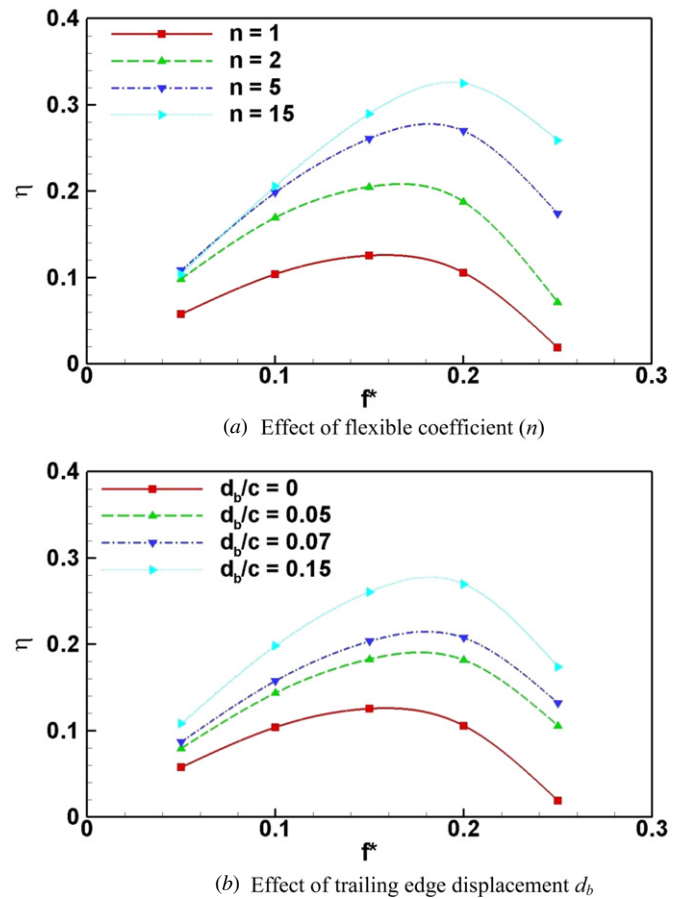 0.4
n = 1
n = 2
n = 5
n = 15
0.3
η
0.2
0.1
0
0 0.1 0.2 0.3
f*
(a) Effect of flexible coefficient (n)
0.4
d_b/c = 0
d_b/c = 0.05
d_b/c = 0.07
d_b/c = 0.15
0.3
η
0.2
0.1
0
0 0.1 0.2 0.3
f*
(b) Effect of trailing edge displacement d_b